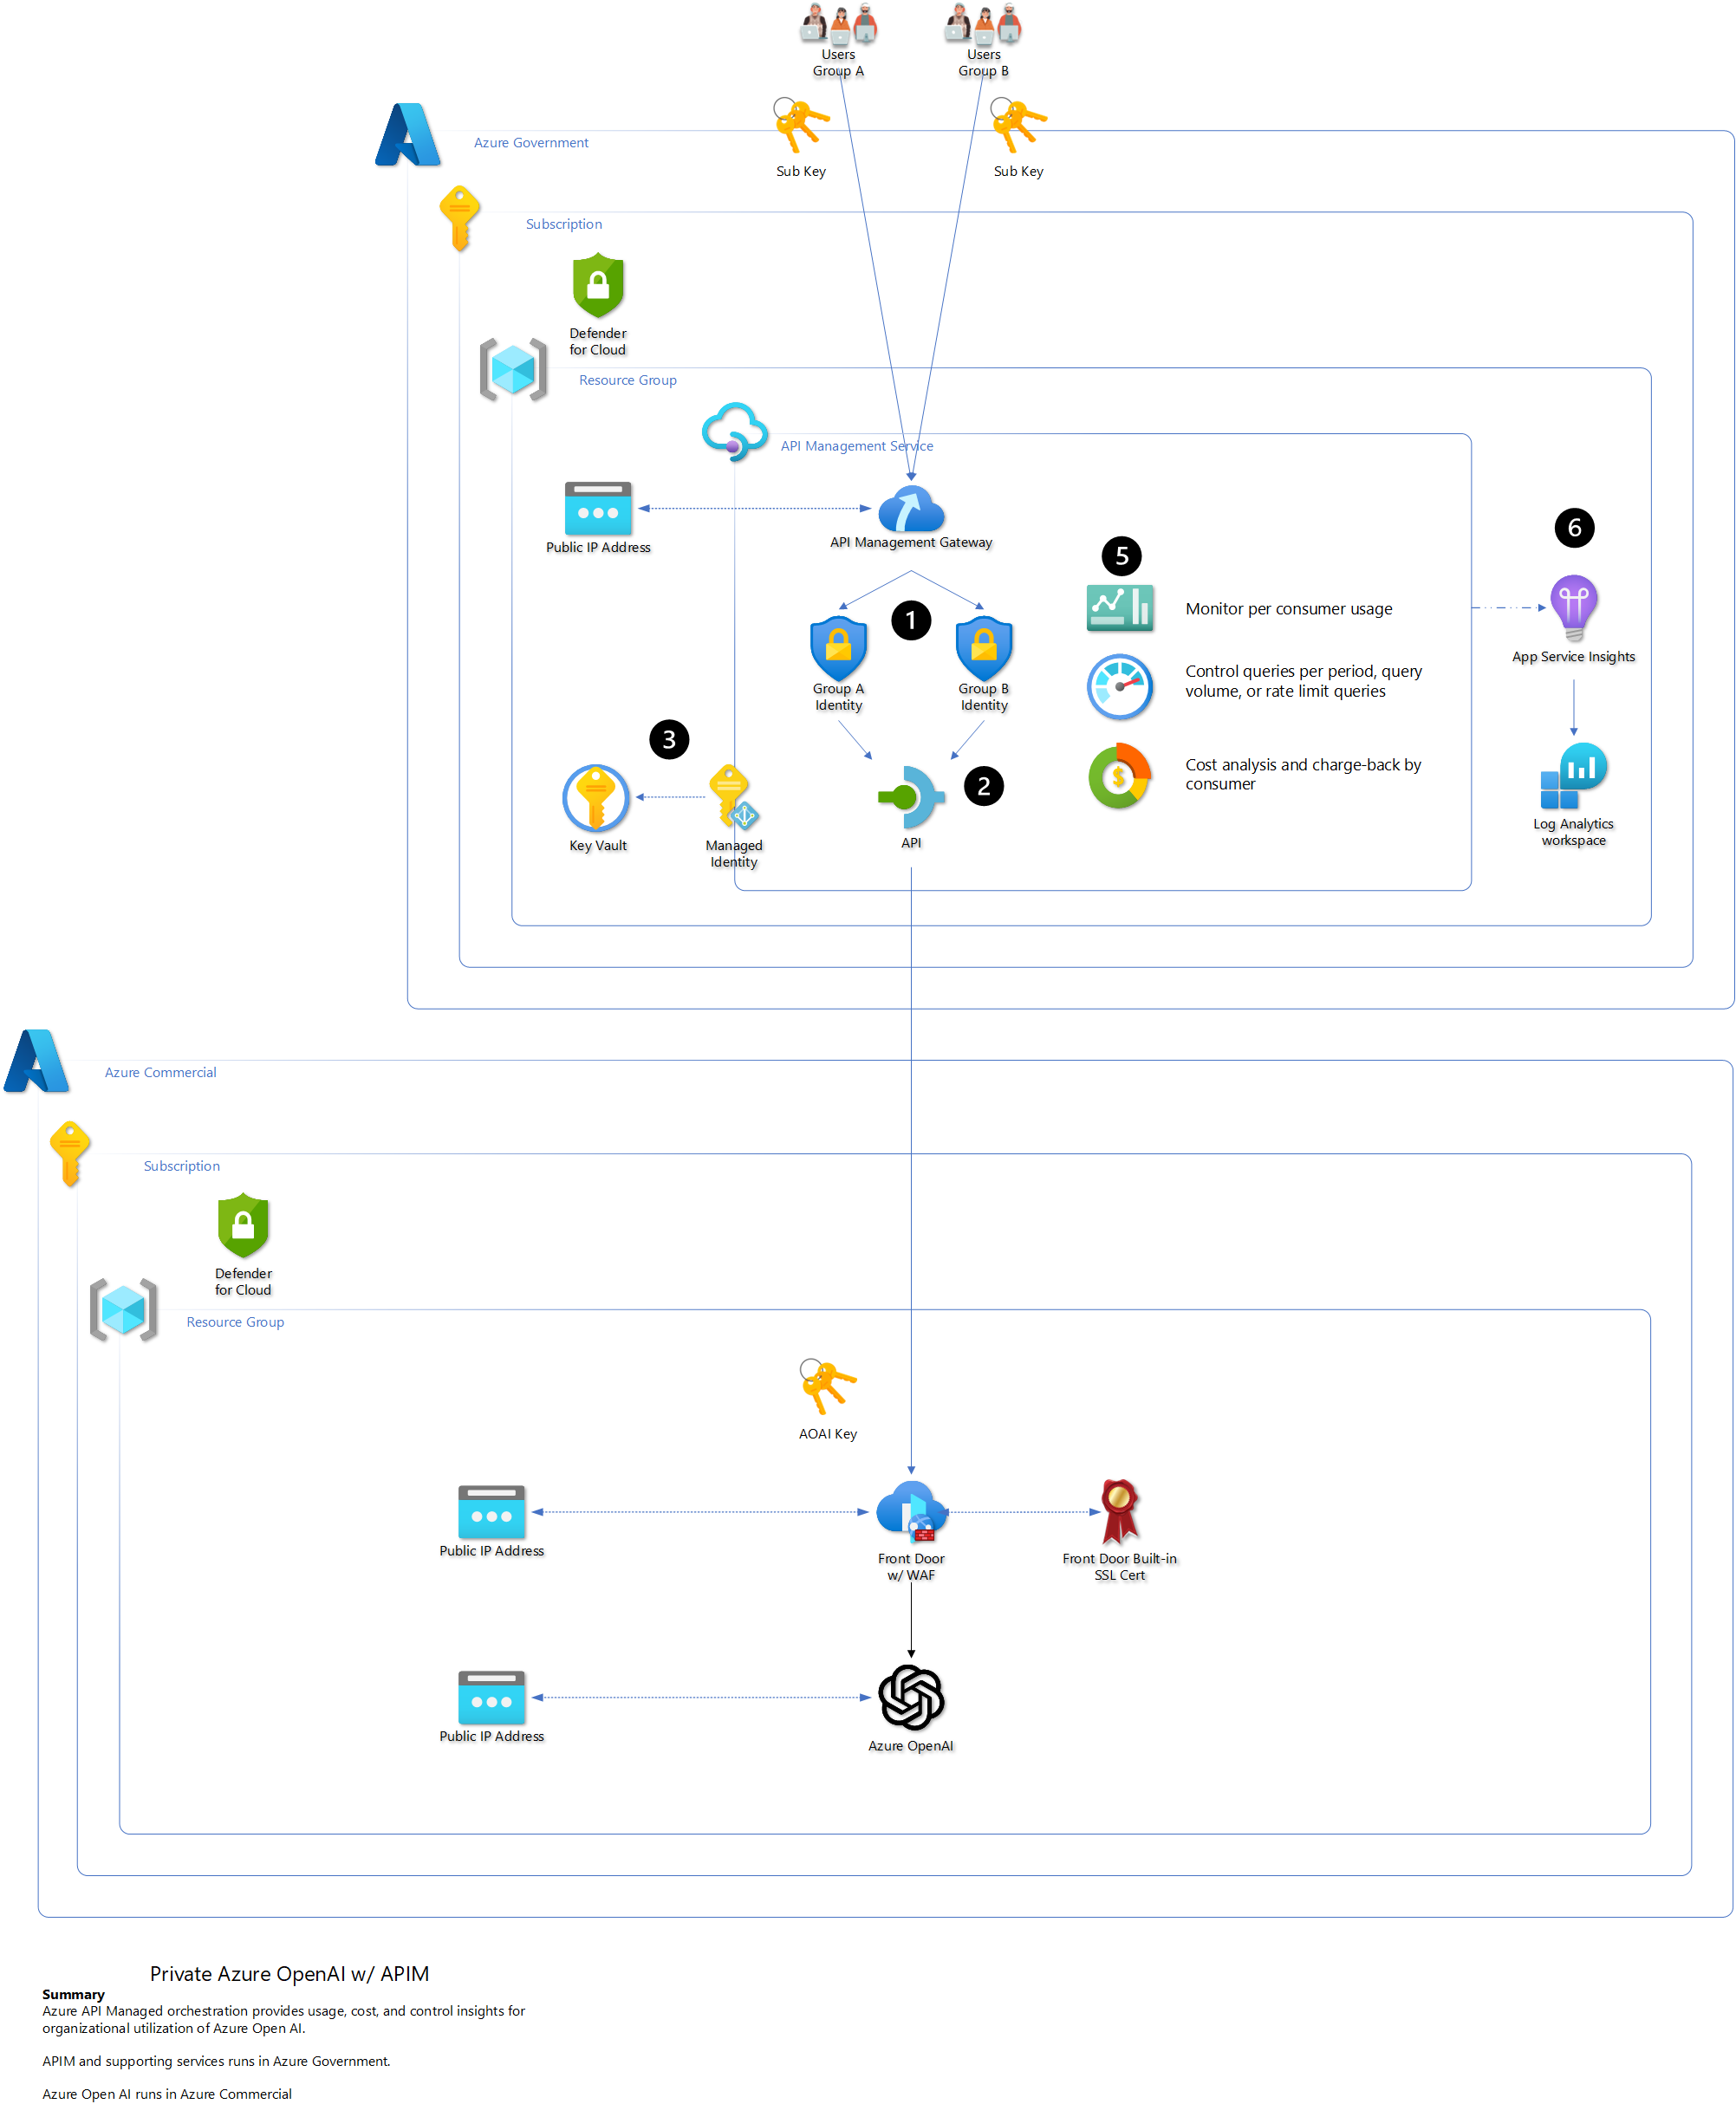 Users
Group A
Users
Group B
Azure Government
Sub Key
Sub Key
Subscription
Defender
for Cloud
Resource Group
API Management Service
Public IP Address
API Management Gateway
5
6
1
Monitor per consumer usage
App Service Insights
Group A
Identity
Group B
Identity
Control queries per period, query
volume, or rate limit queries
3
2
Cost analysis and charge-back by
consumer
Key Vault
Managed
Identity
API
Log Analytics
workspace
Azure Commercial
Subscription
Defender
for Cloud
Resource Group
AOAI Key
Public IP Address
Front Door
w/ WAF
Front Door Built-in
SSL Cert
Public IP Address
Azure OpenAI
Private Azure OpenAI w/ APIM
Summary
Azure API Managed orchestration provides usage, cost, and control insights for
organizational utilization of Azure Open AI.
APIM and supporting services runs in Azure Government.
Azure Open AI runs in Azure Commercial